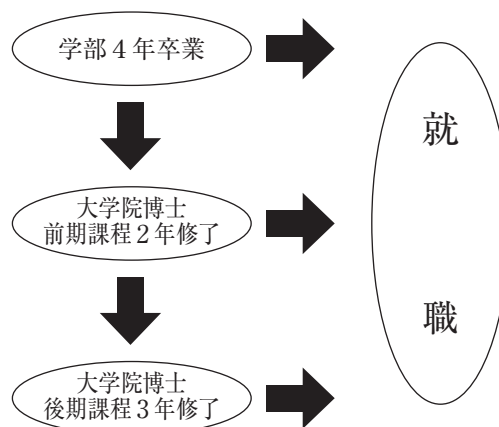 学部４年卒業
大学院博士
前期課程２年修了
大学院博士
後期課程３年修了
就
職